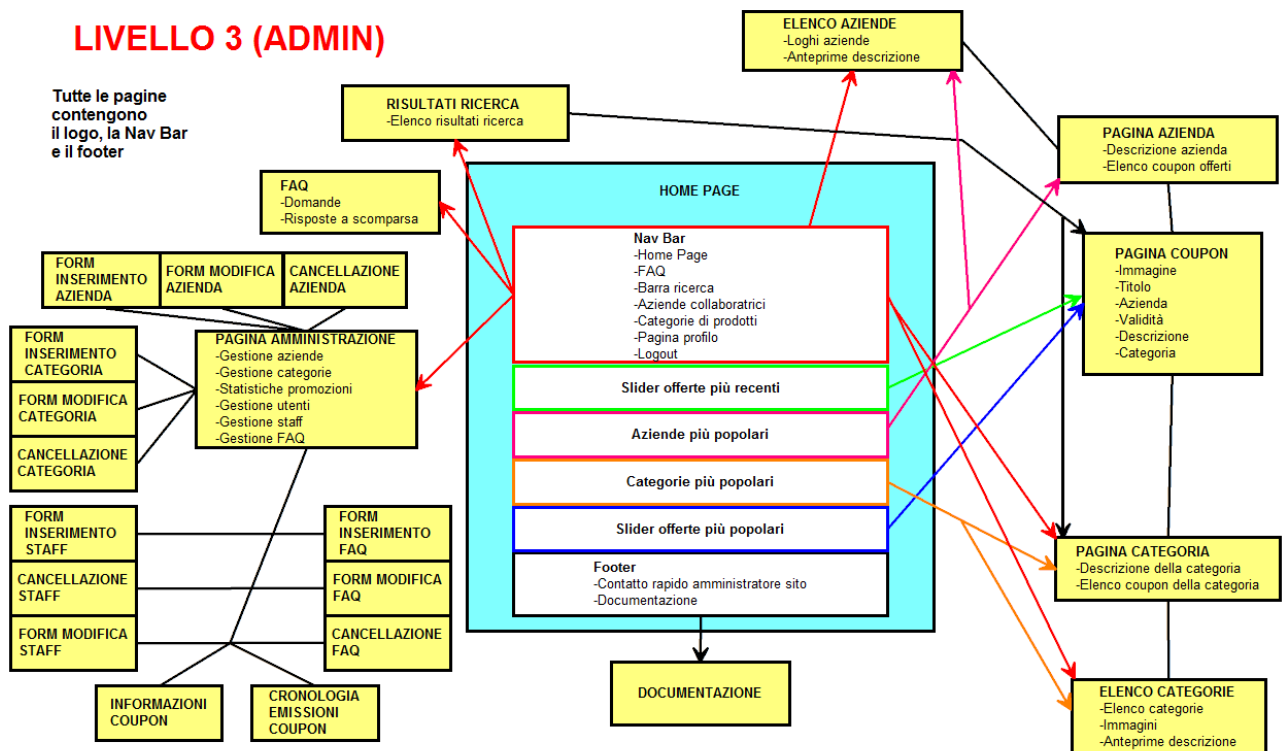 LIVELLO 3 (ADMIN)
Tutte le pagine
contengono
il logo, la Nav Bar
e il footer
ELENCO AZIENDE
-Loghi aziende
-Anteprime descrizione
RISULTATI RICERCA
-Elenco risultati ricerca
PAGINA AZIENDA
-Descrizione azienda
-Elenco coupon offerti
FAQ
-Domande
-Risposte a scomparsa
HOME PAGE
Nav Bar
-Home Page
-FAQ
-Barra ricerca
-Aziende collaboratrici
-Categorie di prodotti
-Pagina profilo
-Logout
PAGINA COUPON
-Immagine
-Titolo
-Azienda
-Validità
-Descrizione
-Categoria
FORM
INSERIMENTO
AZIENDA
FORM MODIFICA
AZIENDA
CANCELLAZIONE
AZIENDA
FORM
INSERIMENTO
CATEGORIA
FORM MODIFICA
CATEGORIA
CANCELLAZIONE
CATEGORIA
PAGINA AMMINISTRAZIONE
-Gestione aziende
-Gestione categorie
-Statistiche promozioni
-Gestione utenti
-Gestione staff
-Gestione FAQ
Slider offerte più recenti
Aziende più popolari
Categorie più popolari
Slider offerte più popolari
Footer
-Contatto rapido amministratore sito
-Documentazione
FORM
INSERIMENTO
STAFF
CANCELLAZIONE
STAFF
FORM MODIFICA
STAFF
FORM
INSERIMENTO
FAQ
FORM MODIFICA
FAQ
CANCELLAZIONE
FAQ
PAGINA CATEGORIA
-Descrizione della categoria
-Elenco coupon della categoria
INFORMAZIONI
COUPON
CRONOLOGIA
EMISSIONI
COUPON
DOCUMENTAZIONE
ELENCO CATEGORIE
-Elenco categorie
-Immagini
-Anteprime descrizione